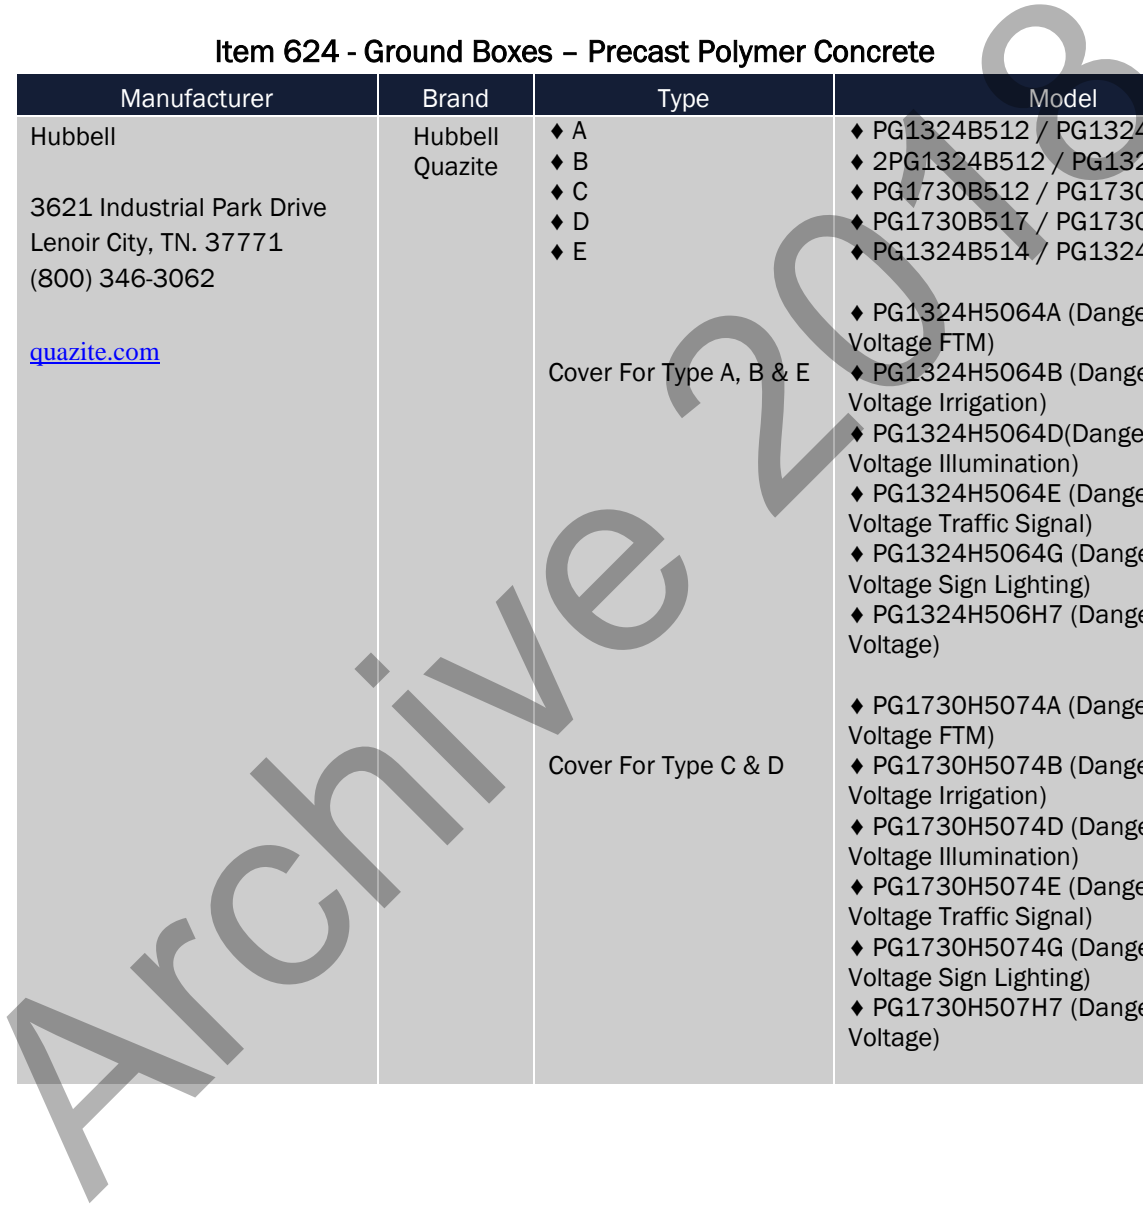 Item 624 - Ground Boxes – Precast Polymer Concrete
Manufacturer Brand Type Model
Hubbell
3621 Industrial Park Drive
Lenoir City, TN. 37771
(800) 346-3062
quazite.com
Hubbell
Quazite
♦ A
♦ B
♦ C
♦ D
♦ E
Cover For Type A, B & E
Cover For Type C & D
♦ PG1324B512 / PG1324
♦ 2PG1324B512 / PG132
♦ PG1730B512 / PG1730
♦ PG1730B517 / PG1730
♦ PG1324B514 / PG1324
♦ PG1324H5064A (Dange
Voltage FTM)
♦ PG1324H5064B (Dange
Voltage Irrigation)
♦ PG1324H5064D(Dange
Voltage Illumination)
♦ PG1324H5064E (Dange
Voltage Traffic Signal)
♦ PG1324H5064G (Dange
Voltage Sign Lighting)
♦ PG1324H506H7 (Dange
Voltage)
♦ PG1730H5074A (Dange
Voltage FTM)
♦ PG1730H5074B (Dange
Voltage Irrigation)
♦ PG1730H5074D (Dange
Voltage Illumination)
♦ PG1730H5074E (Dange
Voltage Traffic Signal)
♦ PG1730H5074G (Dange
Voltage Sign Lighting)
♦ PG1730H507H7 (Dange
Voltage)
Archive 2018